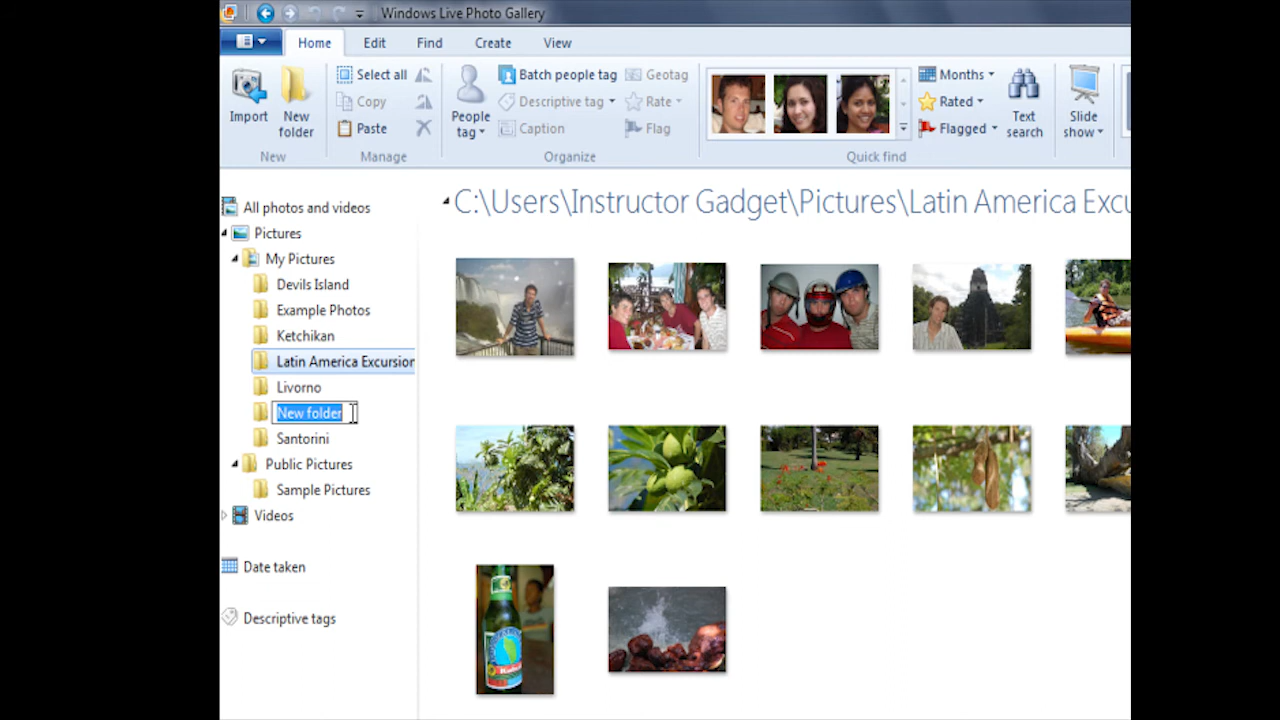 Windows Live Photo Gallery
Home Edit Find Create View
Import
New folder
New
Select all
Copy
Paste
Manage
People tag
Batch people tag
Descriptive tag
Caption
Geotag
Rate
Flag
Organize
Months
Rated
Flagged
Text search
Quick find
Slide show
C:\Users\Instructor Gadget\Pictures\Latin America Excu
All photos and videos
Pictures
My Pictures
Devils Island
Example Photos
Ketchikan
Latin America Excursion
Livorno
New folder
Santorini
Public Pictures
Sample Pictures
Videos
Date taken
Descriptive tags